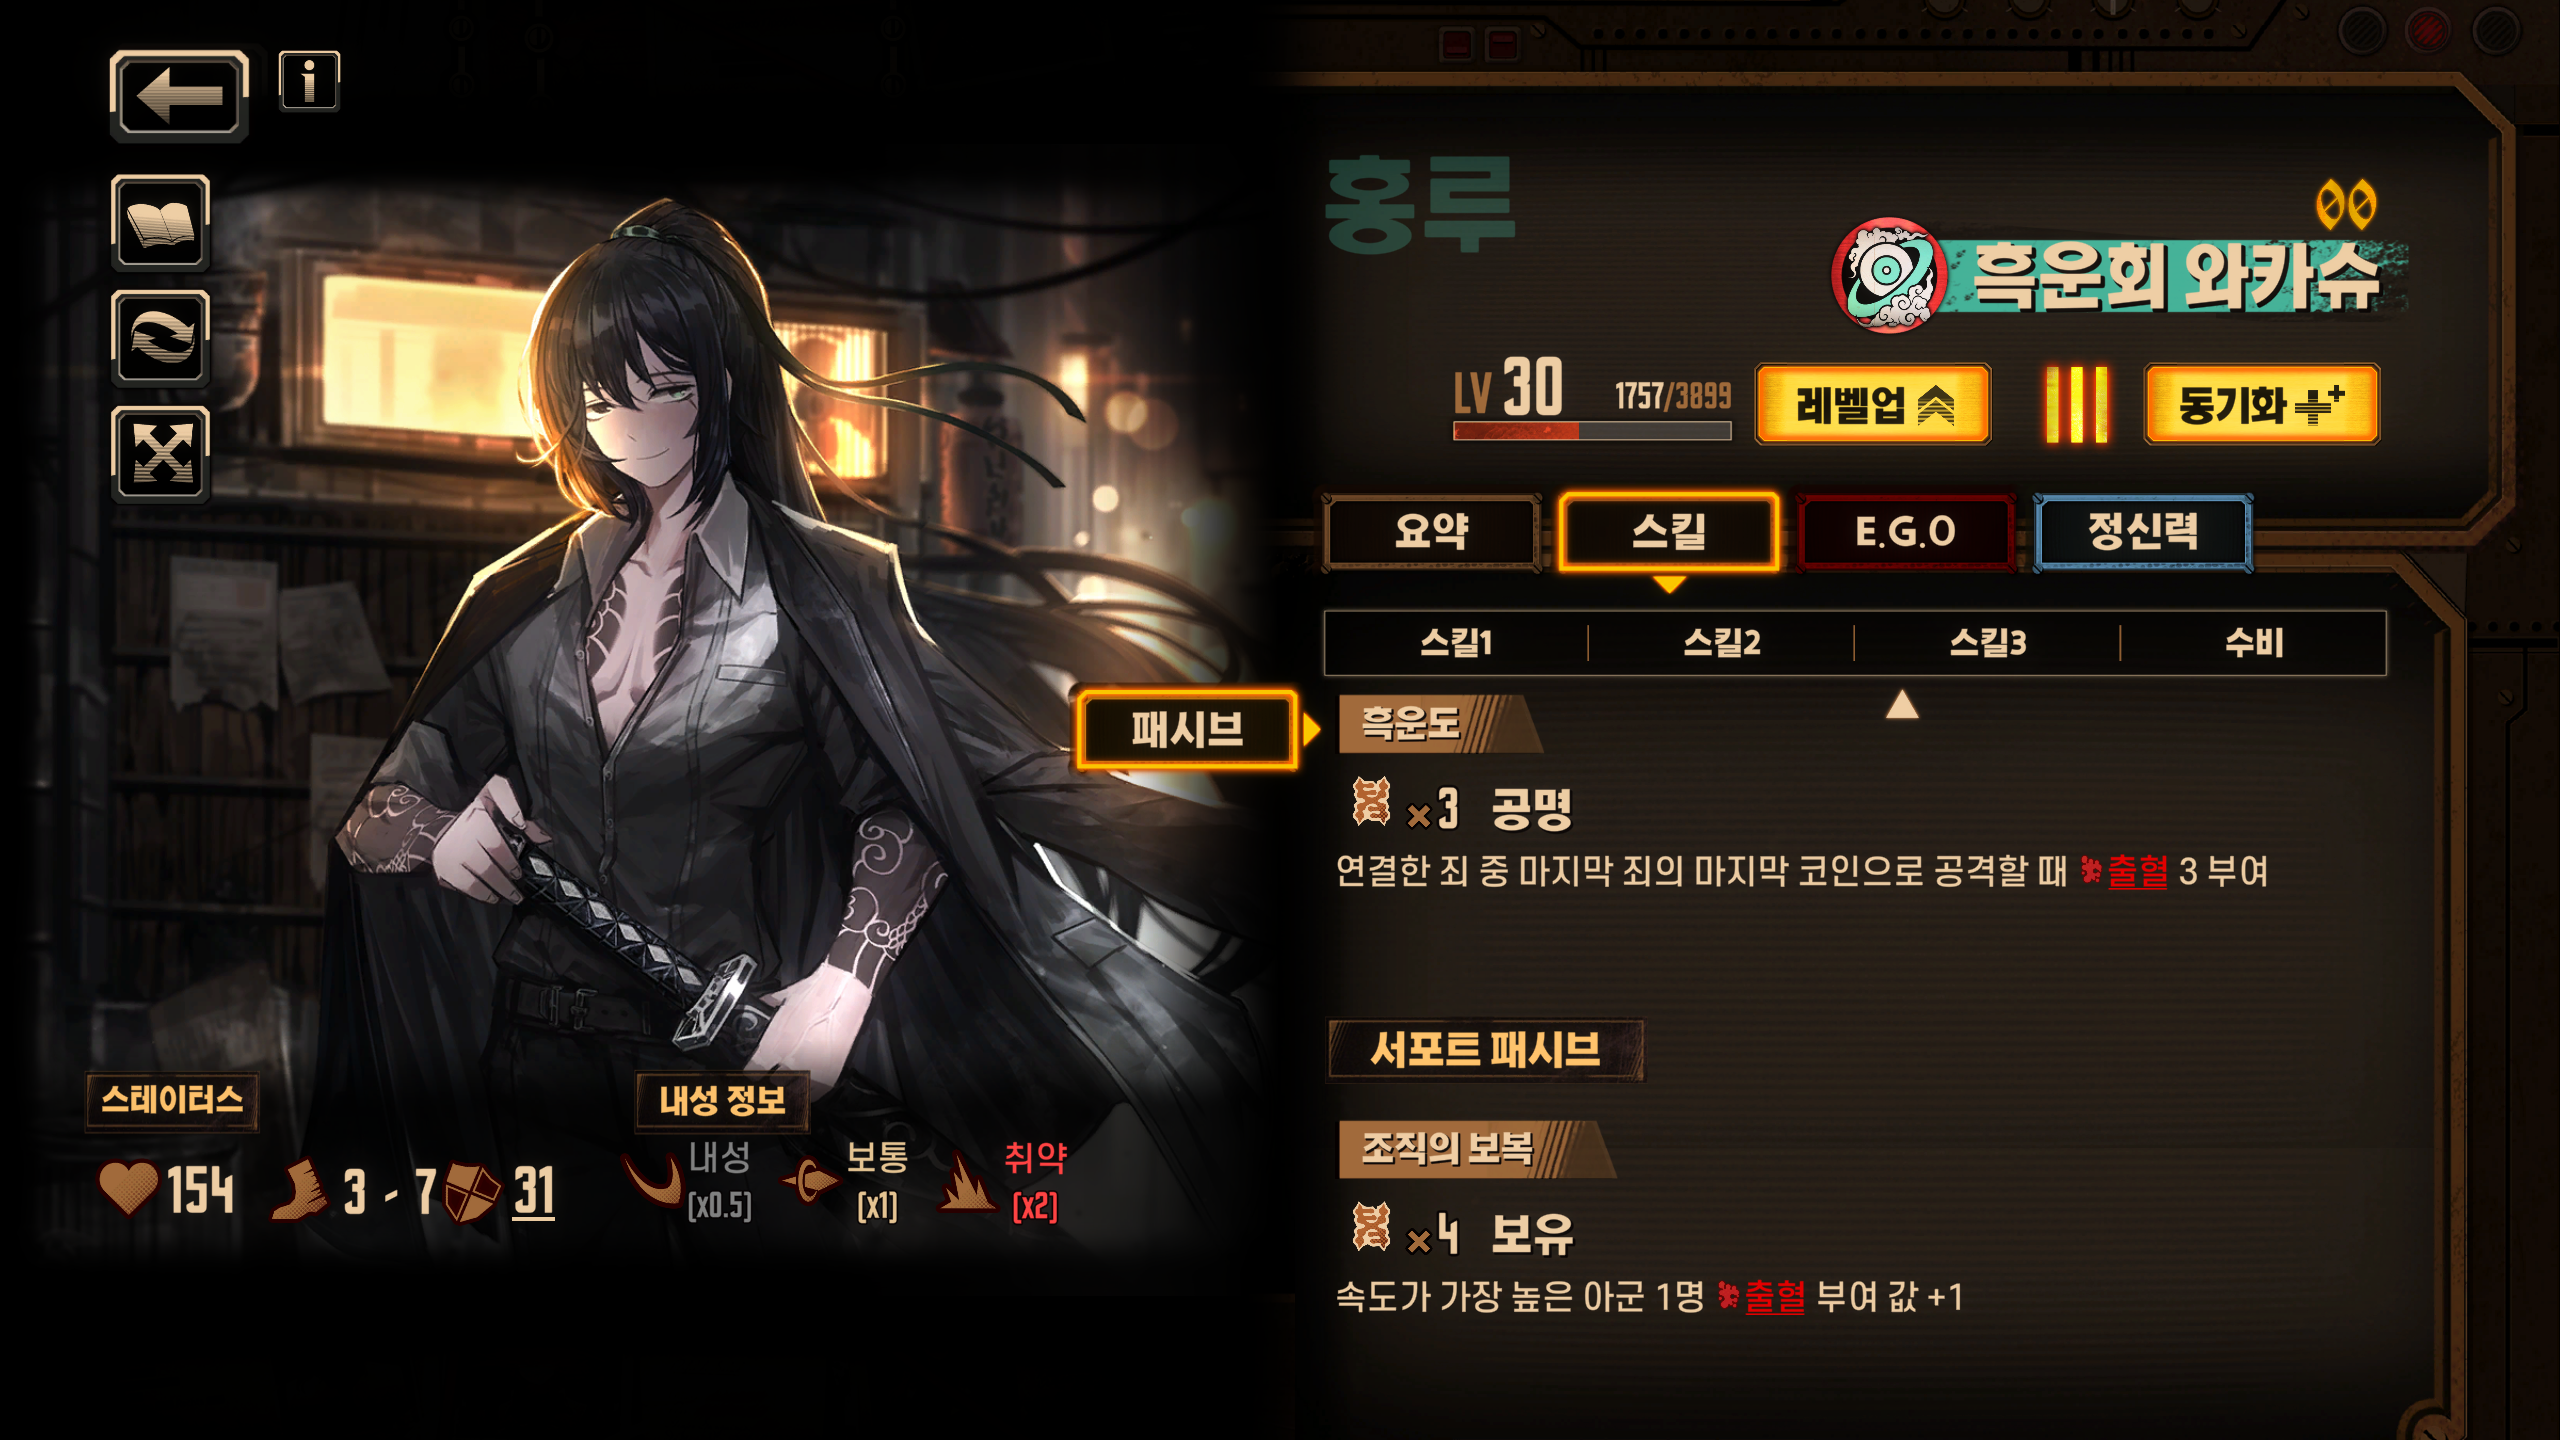 홍루
흑운회 와카슈
LV 30 1757/3899
레벨업
동기화
요약
스킬
E.G.O
정신력
스킬1
스킬2
스킬3
수비
패시브
흑운도
×3 공명
연결한 죄 중 마지막 죄의 마지막 코인으로 공격할 때 출혈 3 부여
서포트 패시브
조직의 보복
×4 보유
속도가 가장 높은 아군 1명 출혈 부여 값 +1
스테이터스
154
3 - 7
31
내성 정보
내성
[x0.5]
보통
[x1]
취약
[x2]